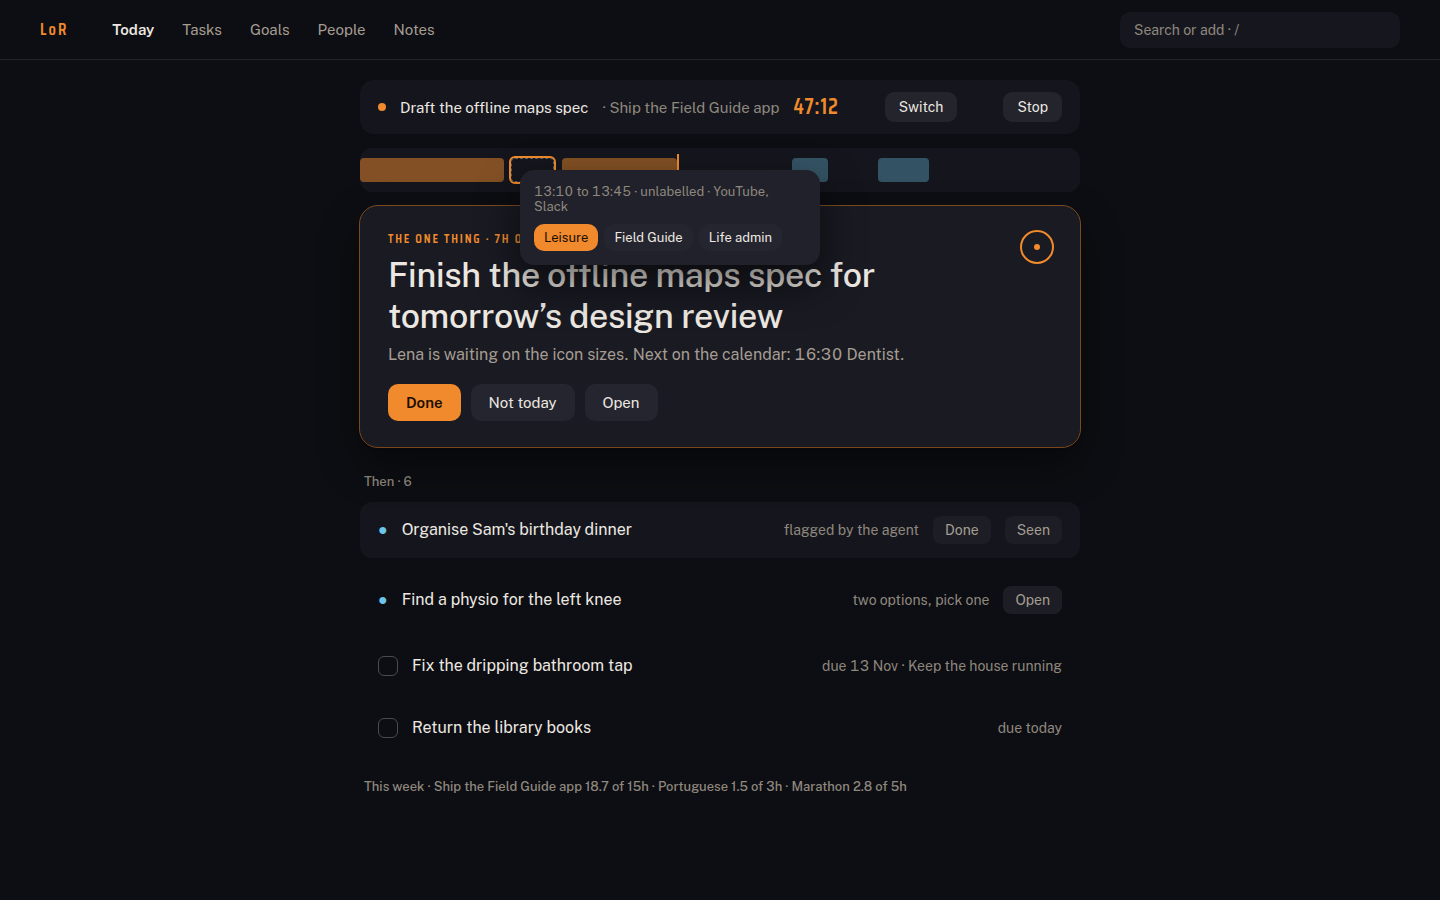 LoR
Today
Tasks
Goals
People
Notes
Search or add · /
Draft the offline maps spec · Ship the Field Guide app 47:12
Switch
Stop
13:10 to 13:45 · unlabelled · YouTube,
Slack
Leisure
Field Guide
Life admin
THE ONE THING · 7H
Finish the offline maps spec for
tomorrow’s design review
Lena is waiting on the icon sizes. Next on the calendar: 16:30 Dentist.
Done
Not today
Open
Then · 6
Organise Sam's birthday dinner
flagged by the agent
Done
Seen
Find a physio for the left knee
two options, pick one
Open
Fix the dripping bathroom tap
due 13 Nov · Keep the house running
Return the library books
due today
This week · Ship the Field Guide app 18.7 of 15h · Portuguese 1.5 of 3h · Marathon 2.8 of 5h